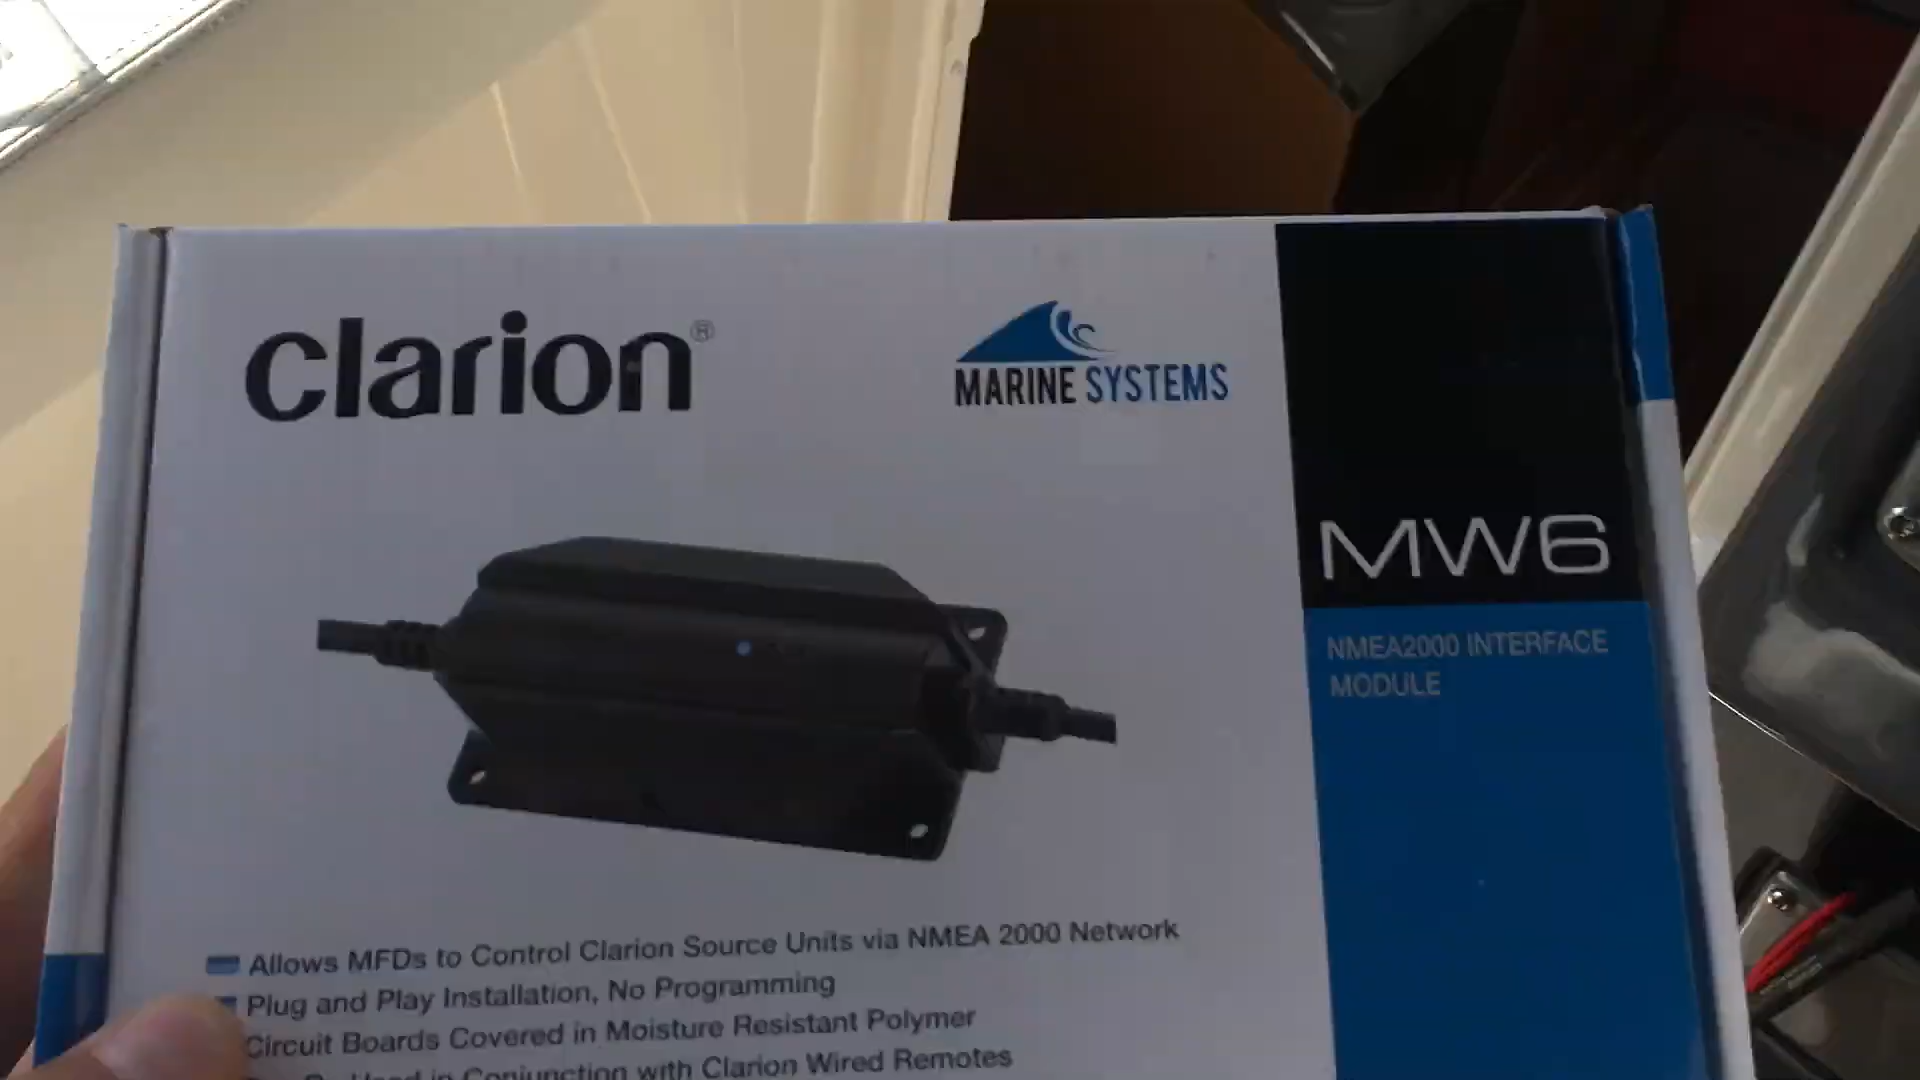 clarion®
MARINE SYSTEMS
MW6
NMEA2000 INTERFACE
MODULE
Allows MFDs to Control Clarion Source Units via NMEA 2000 Network
Plug and Play Installation, No Programming
Circuit Boards Covered in Moisture Resistant Polymer
Used in Conjunction with Clarion Wired Remotes